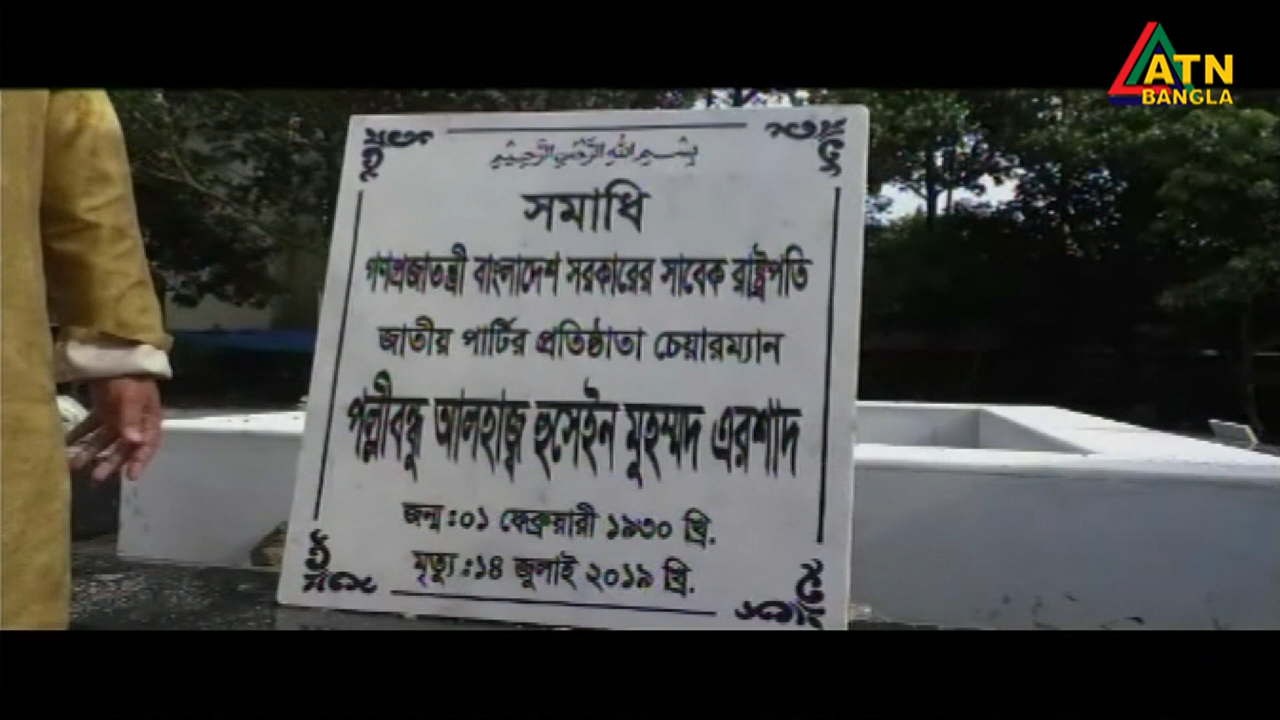 ATN
BANGLA
بسم الله الرحمن الرحيم
সমাধি
গণপ্রজাতন্ত্রী বাংলাদেশ সরকারের সাবেক রাষ্ট্রপতি
জাতীয় পার্টির প্রতিষ্ঠাতা চেয়ারম্যান
পল্লীবন্ধু আলহাজ্ব হুসেইন মুহম্মদ এরশাদ
জন্ম :০১ ফেব্রুয়ারী ১৯৩০ খ্রি.
মৃত্যু :১৪ জুলাই ২০১৯ খ্রি.